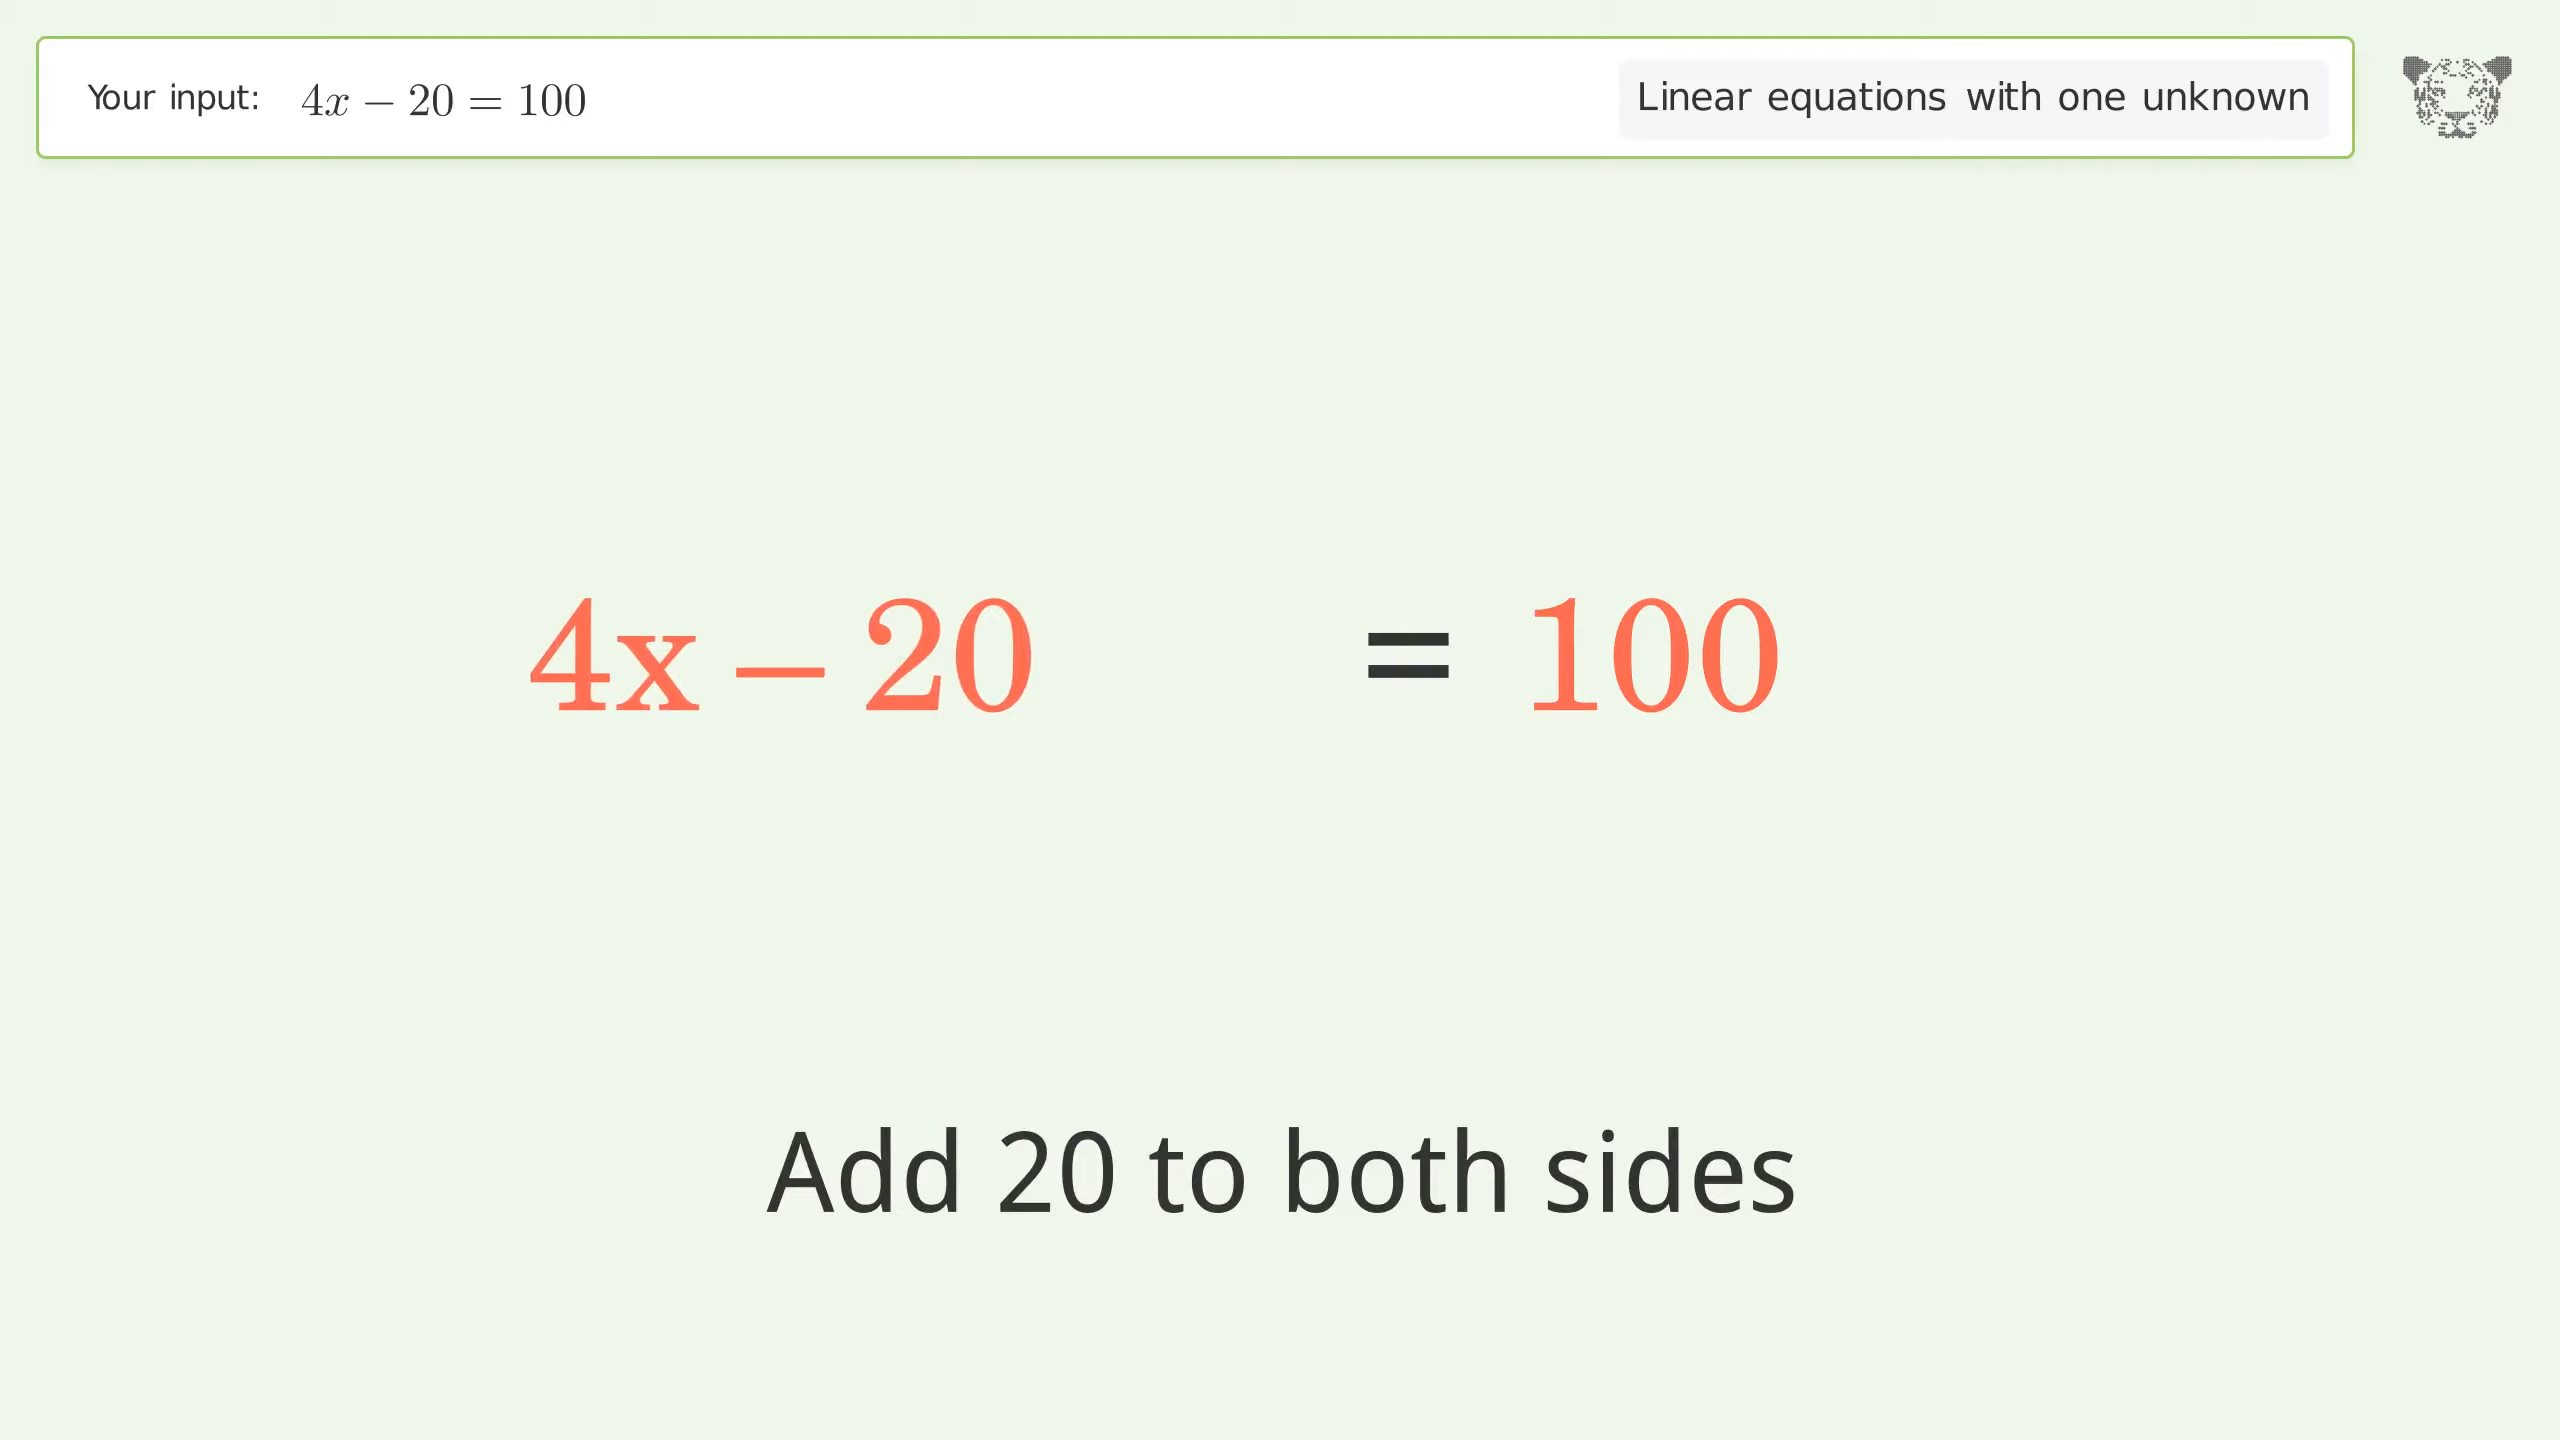 Your input: 4x − 20 = 100
Linear equations with one unknown
4x − 20 = 100
Add 20 to both sides